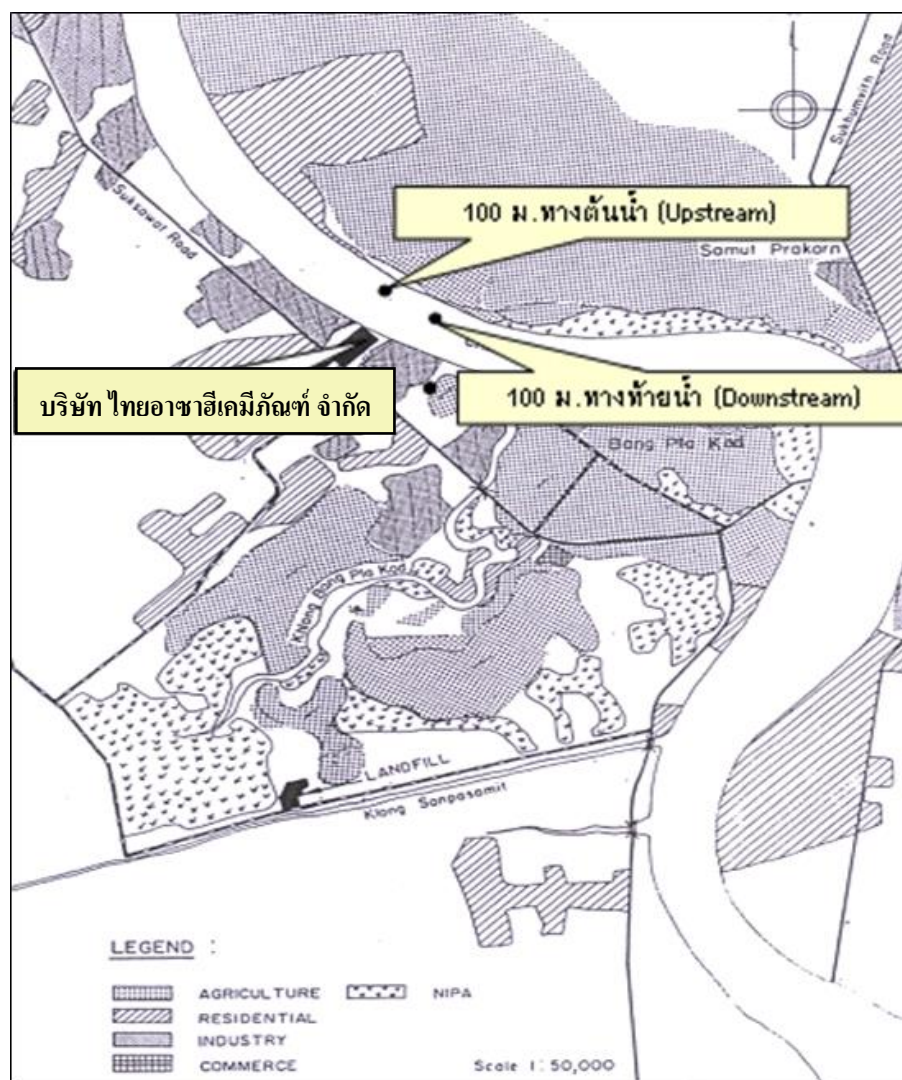 Sukhumvith Road
Suksawat Road
100 ม.ทางต้นน้ำ (Upstream)
Samut Prakarn
บริษัท ไทยอาซาฮีเคมีภัณฑ์ จำกัด
100 ม.ทางท้ายน้ำ (Downstream)
Bang Pla Kod
Khlong Bang Pla Kod
LANDFILL
Klong Sanpasamit
LEGEND :
AGRICULTURE NIPA
RESIDENTIAL
INDUSTRY
COMMERCE Scale 1:50,000